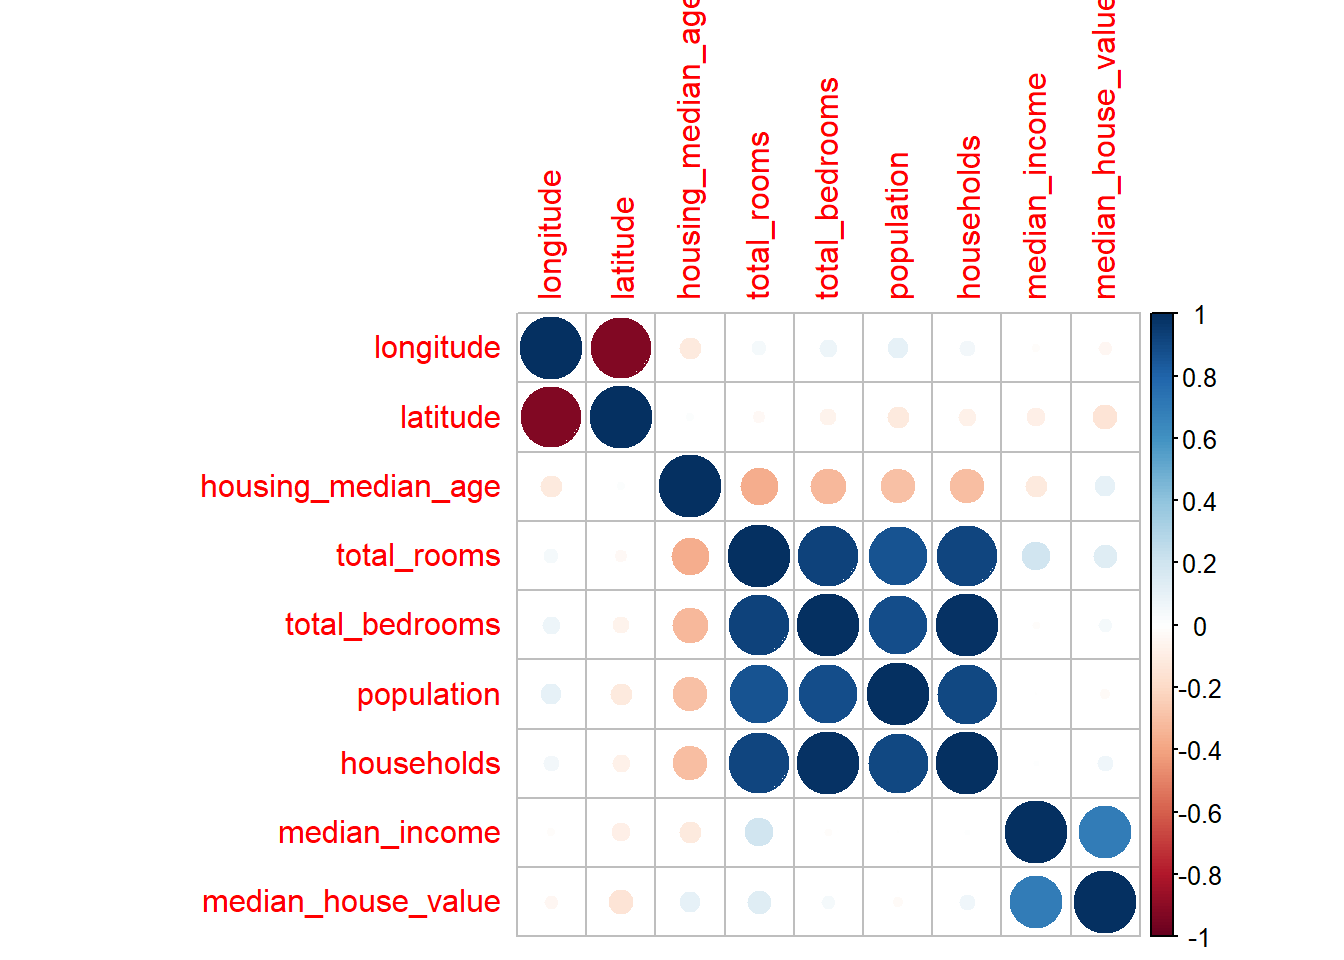 longitude
latitude
housing_median_age
total_rooms
total_bedrooms
population
households
median_income
median_house_value
longitude
latitude
housing_median_age
total_rooms
total_bedrooms
population
households
median_income
median_house_value
1
0.8
0.6
0.4
0.2
0
-0.2
-0.4
-0.6
-0.8
-1